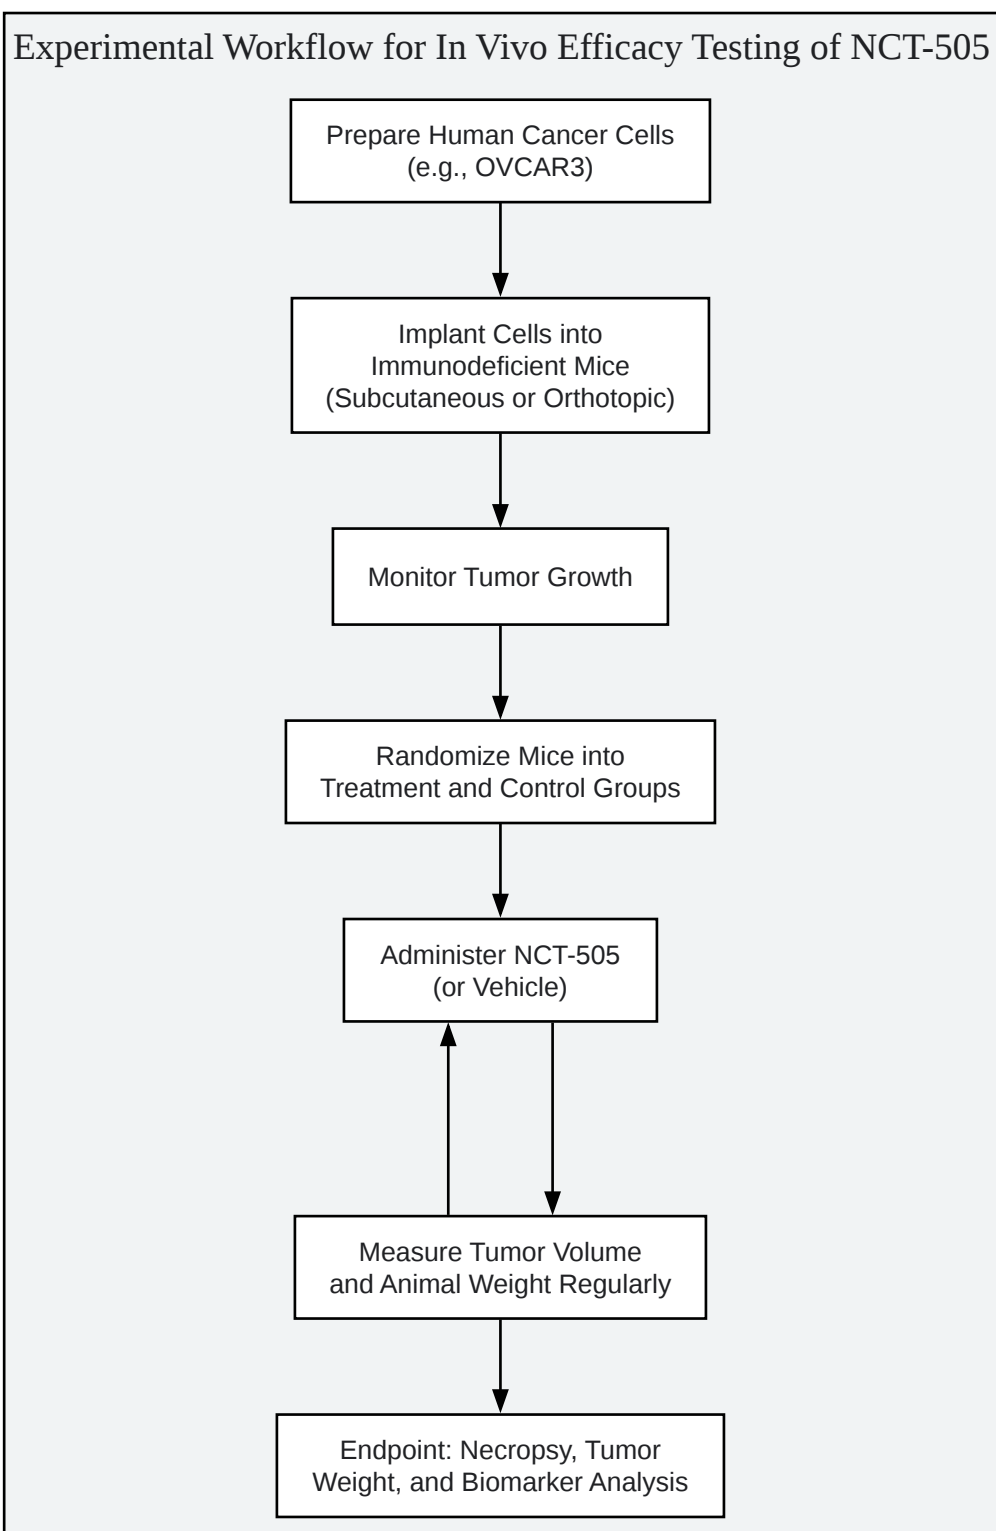 Experimental Workflow for In Vivo Efficacy Testing of NCT-505
Prepare Human Cancer Cells
(e.g., OVCAR3)
Implant Cells into
Immunodeficient Mice
(Subcutaneous or Orthotopic)
Monitor Tumor Growth
Randomize Mice into
Treatment and Control Groups
Administer NCT-505
(or Vehicle)
Measure Tumor Volume
and Animal Weight Regularly
Endpoint: Necropsy, Tumor
Weight, and Biomarker Analysis